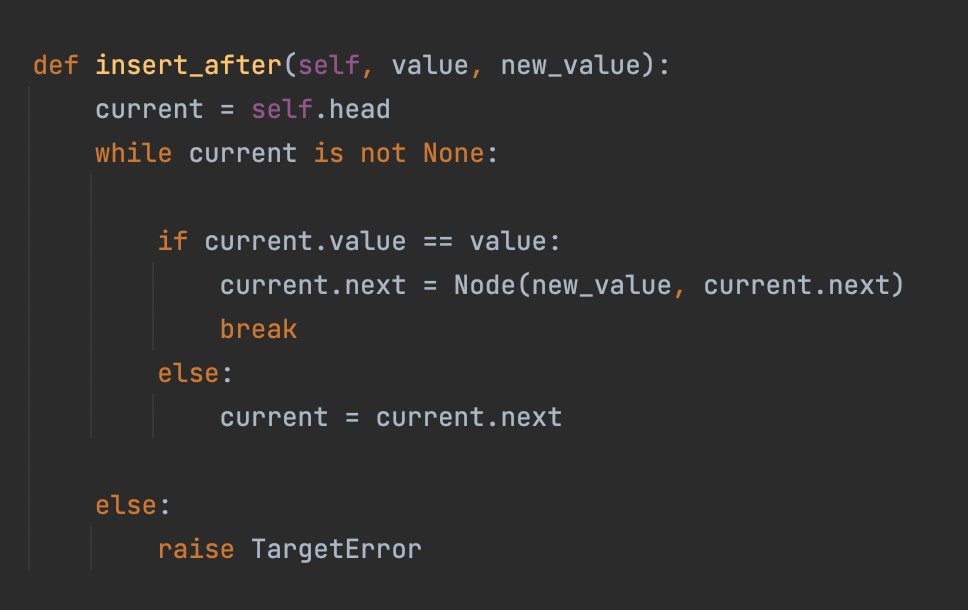 def insert_after(self, value, new_value):
    current = self.head
    while current is not None:

        if current.value == value:
            current.next = Node(new_value, current.next)
            break
        else:
            current = current.next

    else:
        raise TargetError